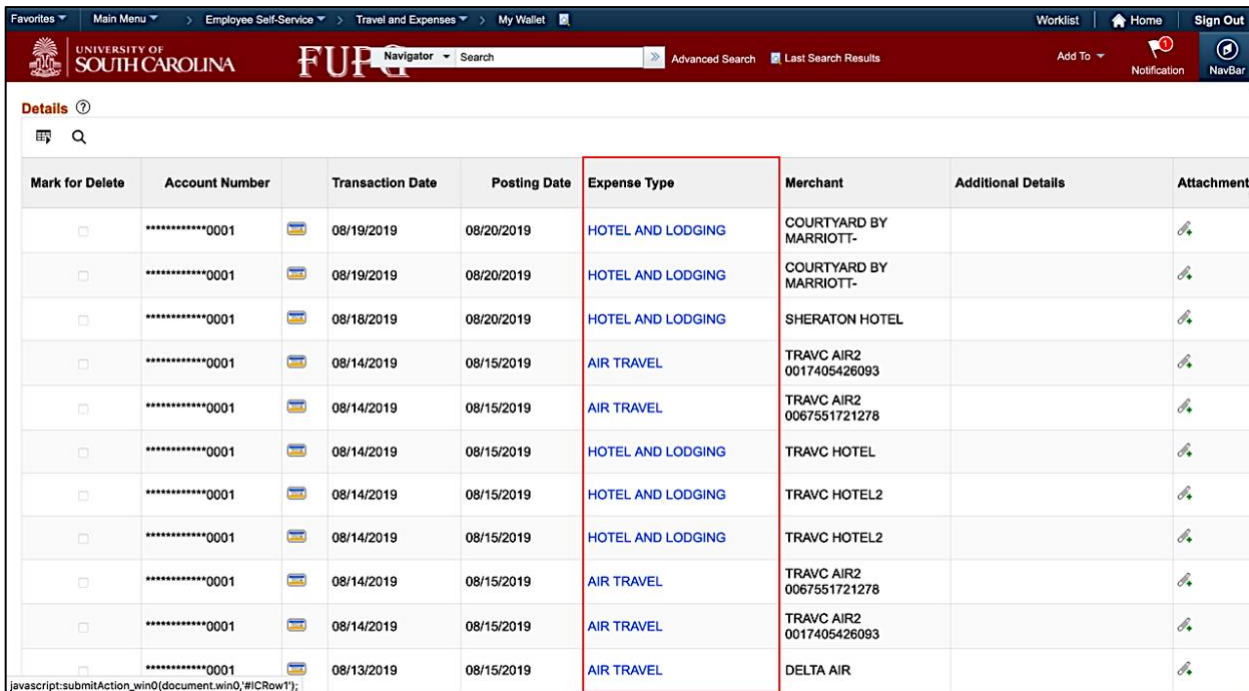 Favorites Main Menu > Employee Self-Service > Travel and Expenses > My Wallet Worklist Home Sign Out
UNIVERSITY OF
SOUTH CAROLINA
Navigator Search » Advanced Search Last Search Results Add To 1 Notification NavBar
Details ?
Mark for Delete Account Number Transaction Date Posting Date Expense Type Merchant Additional Details Attachment
************0001 08/19/2019 08/20/2019 HOTEL AND LODGING COURTYARD BY
MARRIOTT-
************0001 08/19/2019 08/20/2019 HOTEL AND LODGING COURTYARD BY
MARRIOTT-
************0001 08/18/2019 08/20/2019 HOTEL AND LODGING SHERATON HOTEL
************0001 08/14/2019 08/15/2019 AIR TRAVEL TRAVC AIR2
0017405426093
************0001 08/14/2019 08/15/2019 AIR TRAVEL TRAVC AIR2
0067551721278
************0001 08/14/2019 08/15/2019 HOTEL AND LODGING TRAVC HOTEL
************0001 08/14/2019 08/15/2019 HOTEL AND LODGING TRAVC HOTEL2
************0001 08/14/2019 08/15/2019 HOTEL AND LODGING TRAVC HOTEL2
************0001 08/14/2019 08/15/2019 AIR TRAVEL TRAVC AIR2
0067551721278
************0001 08/14/2019 08/15/2019 AIR TRAVEL TRAVC AIR2
0017405426093
************0001 08/13/2019 08/15/2019 AIR TRAVEL DELTA AIR
javascript:submitAction_win0(document.win0,'#ICRow1');